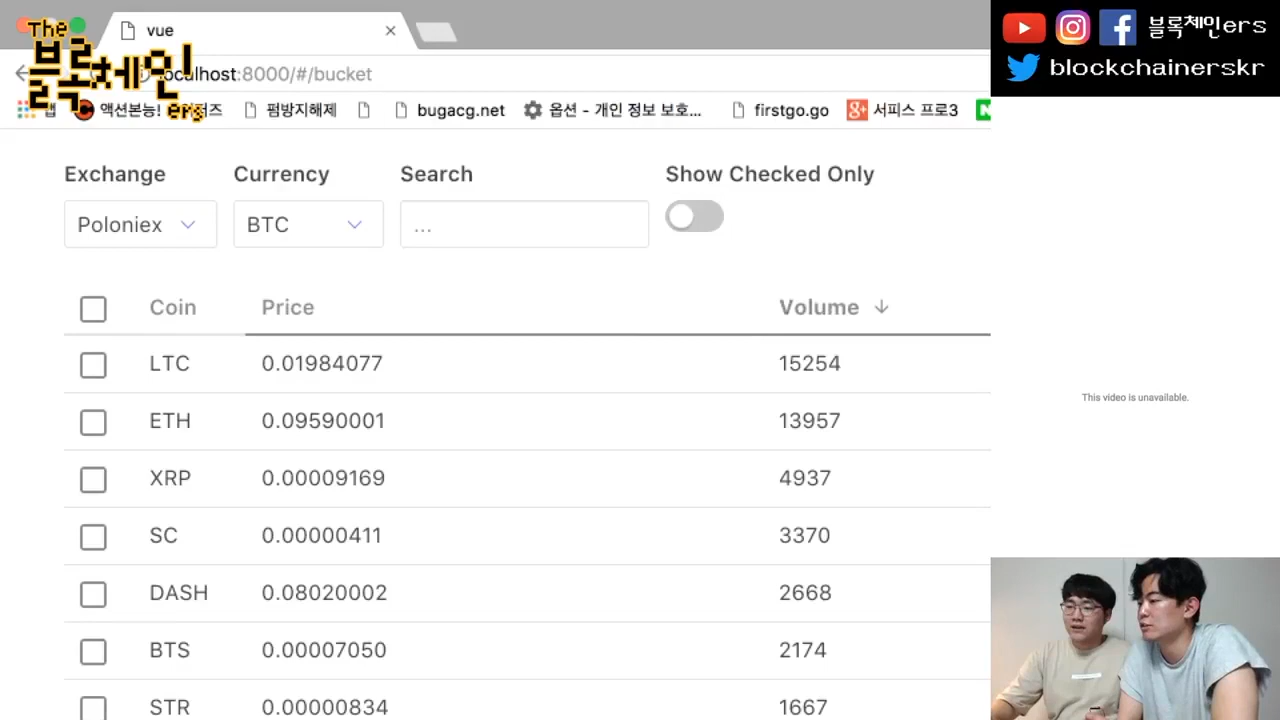 The
블록체인
ers
vue
localhost:8000/#/bucket
앱
액션본능!
펌방지해제
bugacg.net
옵션 - 개인 정보 보호...
firstgo.go
서피스 프로3
블록체인ers
blockchainerskr
Exchange
Currency
Search
Show Checked Only
Poloniex
BTC
...
Coin
Price
Volume
LTC
0.01984077
15254
ETH
0.09590001
13957
XRP
0.00009169
4937
SC
0.00000411
3370
DASH
0.08020002
2668
BTS
0.00007050
2174
STR
0.00000834
1667
This video is unavailable.